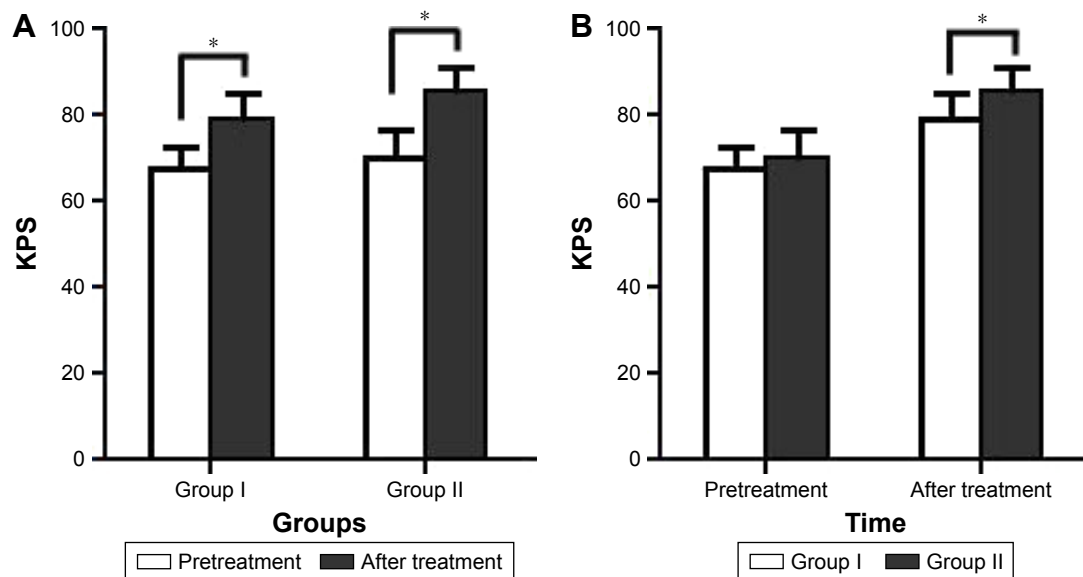 A
100
80
60
40
20
0
KPS
*
*
Group I
Group II
Groups
Pretreatment
After treatment
B
100
80
60
40
20
0
KPS
*
Pretreatment
After treatment
Time
Group I
Group II